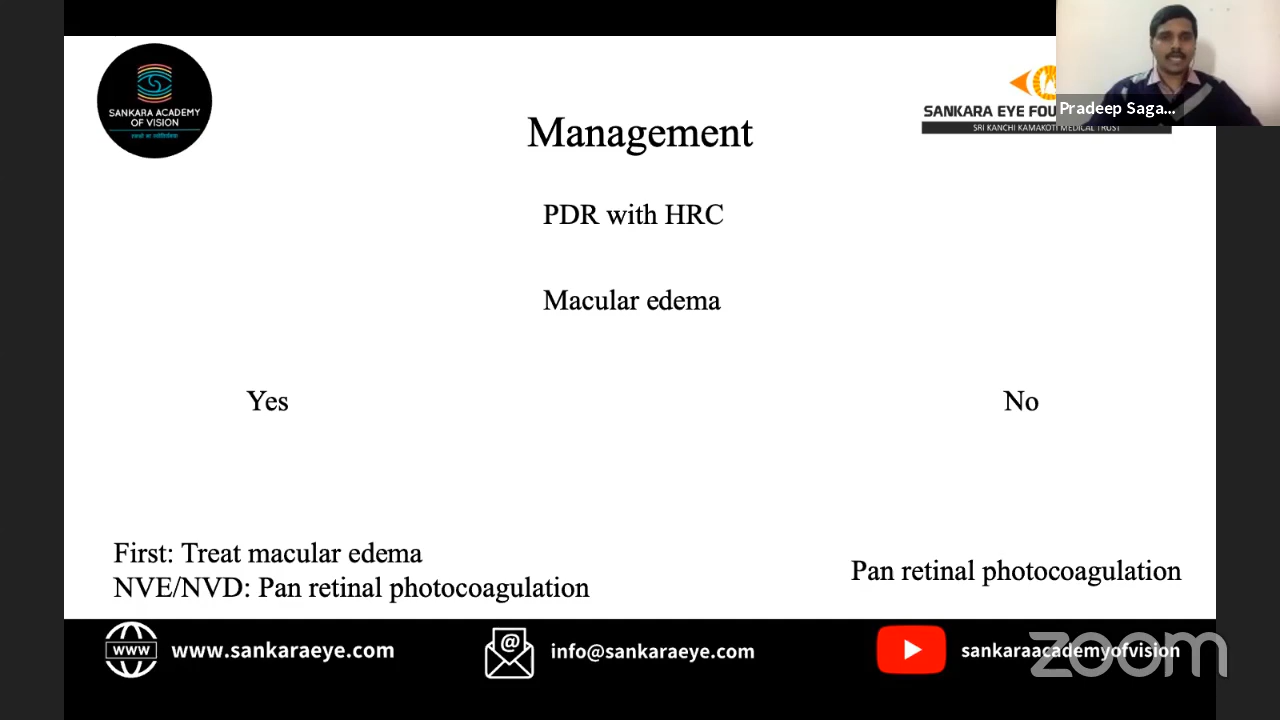 SANKARA ACADEMY
OF VISION
SANKARA EYE FOU
SRI KANCHI KAMAKOTI MEDICAL TRUST
Pradeep Saga...
Management
PDR with HRC
Macular edema
Yes
No
First: Treat macular edema
NVE/NVD: Pan retinal photocoagulation
Pan retinal photocoagulation
www
www.sankaraeye.com
@
info@sankaraeye.com
sankaraacademyofvision
zoom